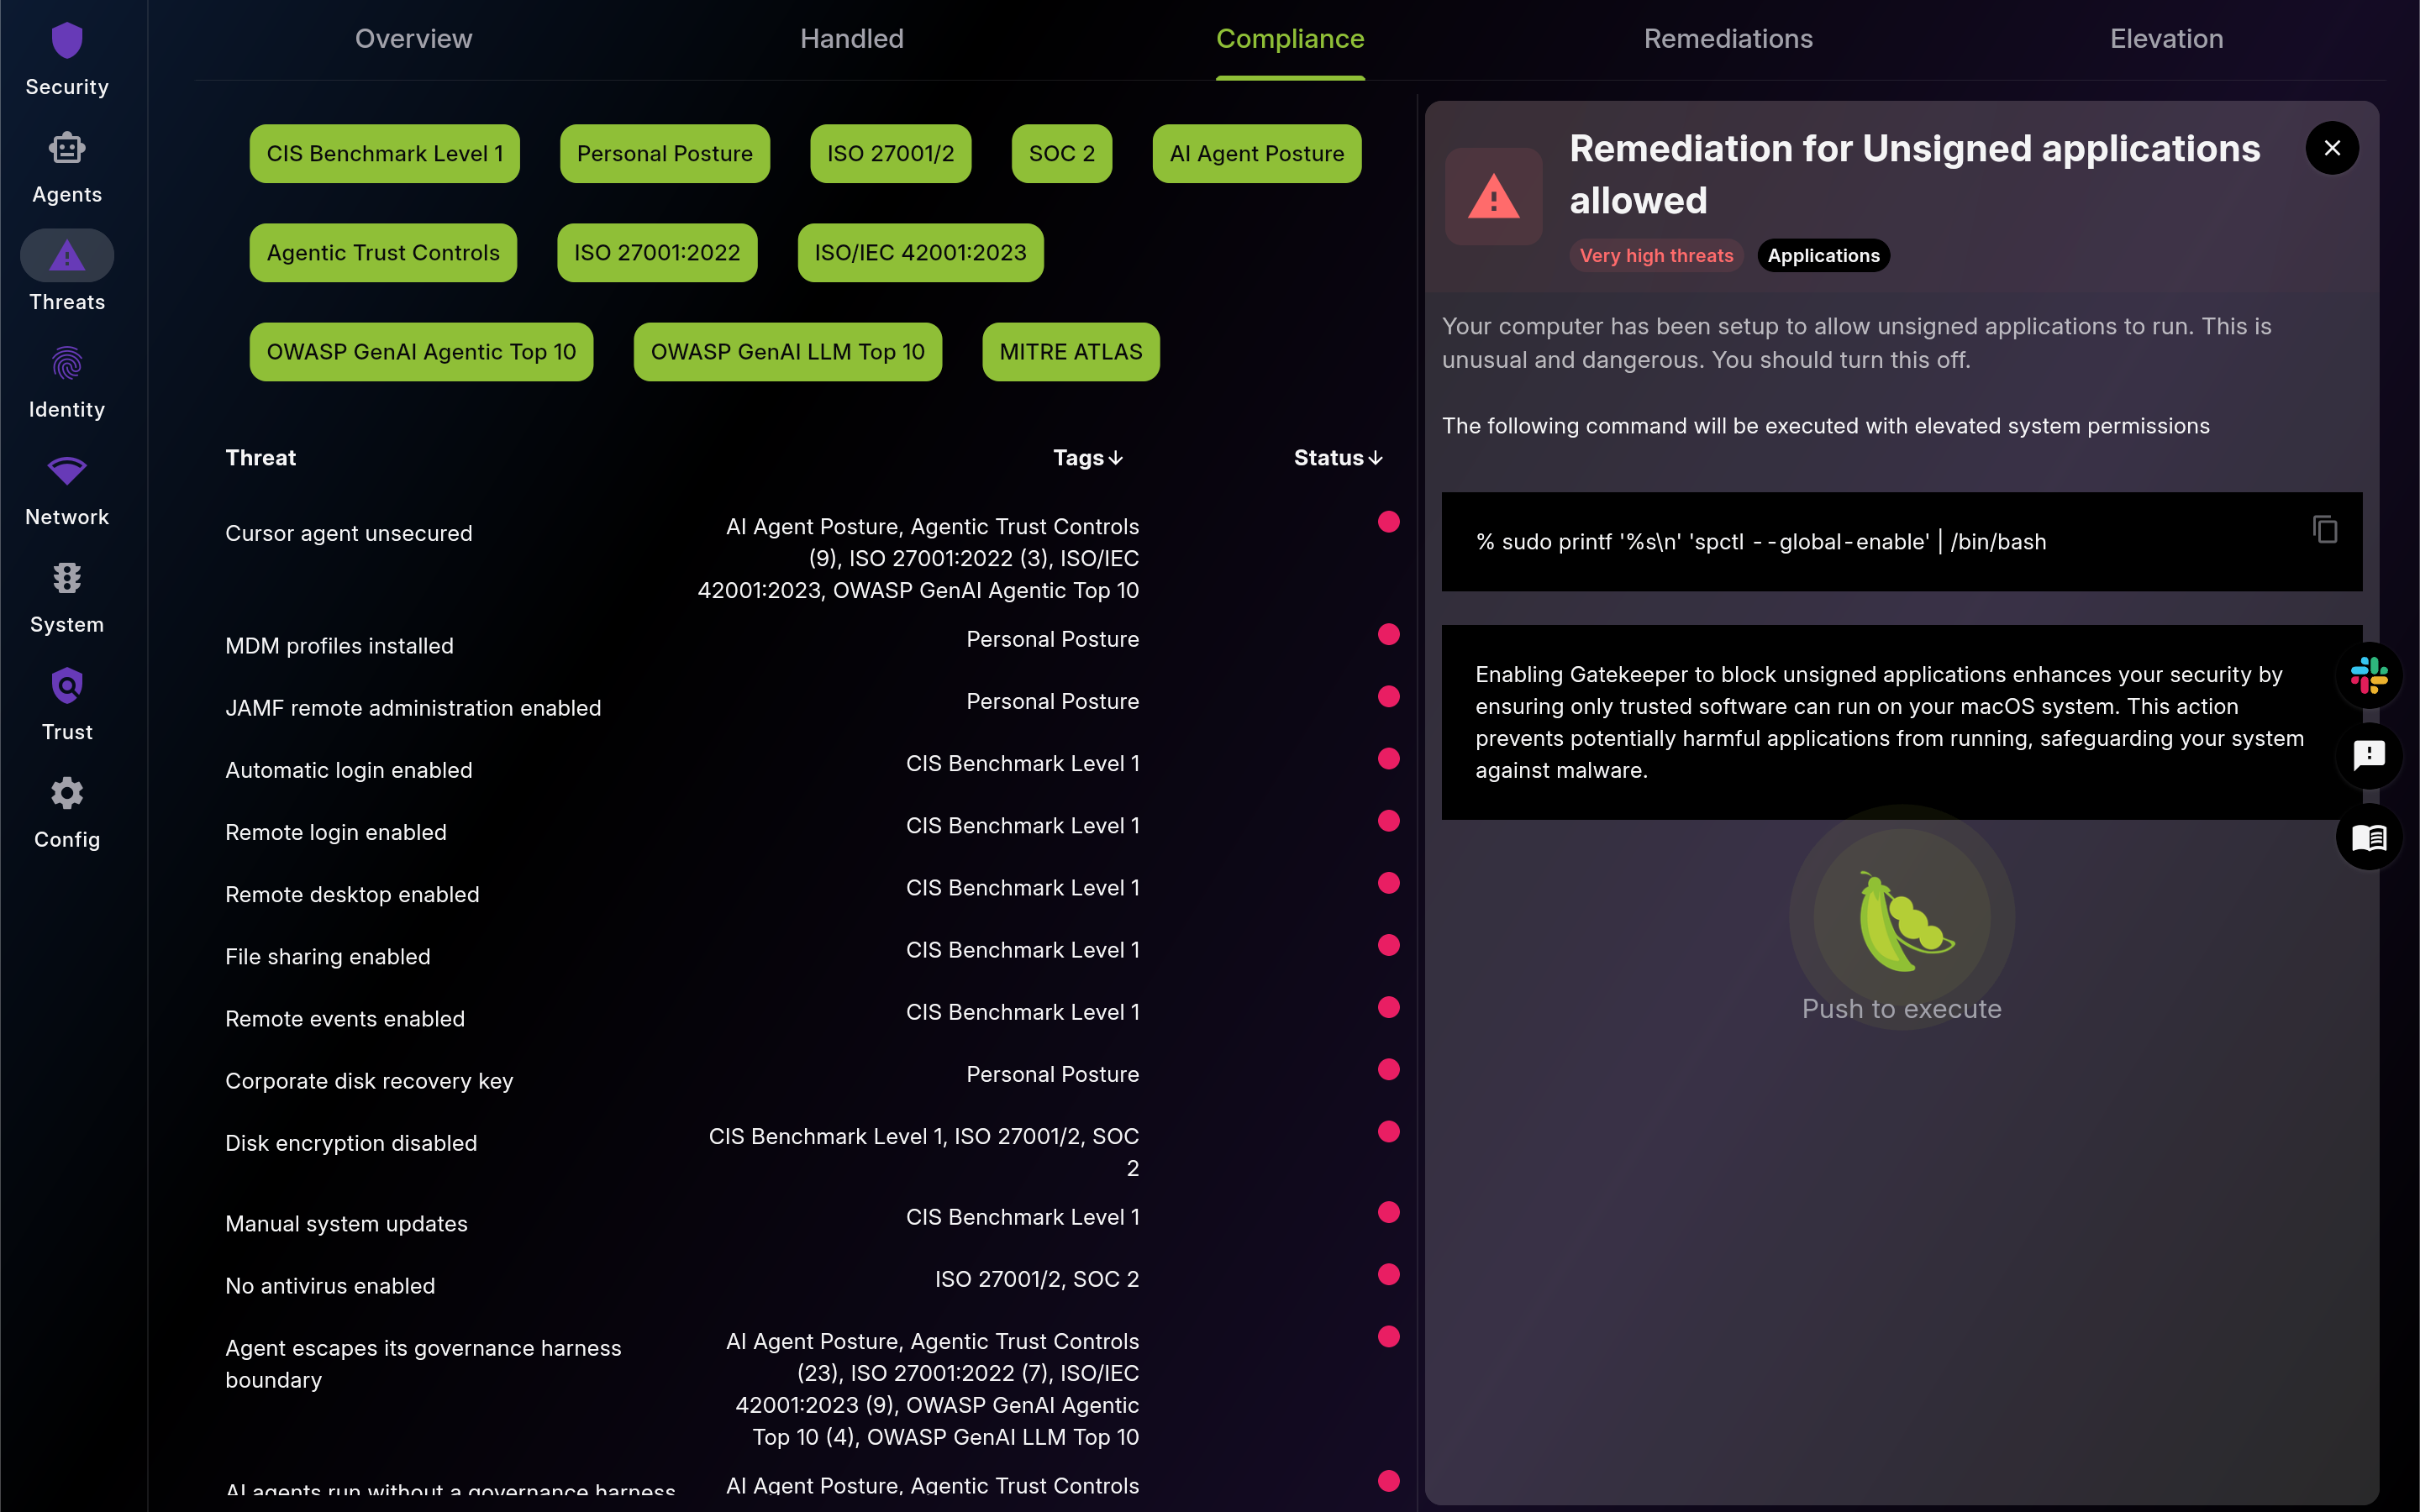 Security
Agents
Threats
Identity
Network
System
Trust
Config
Overview
Handled
Compliance
Remediations
Elevation
CIS Benchmark Level 1
Personal Posture
ISO 27001/2
SOC 2
AI Agent Posture
Agentic Trust Controls
ISO 27001:2022
ISO/IEC 42001:2023
OWASP GenAI Agentic Top 10
OWASP GenAI LLM Top 10
MITRE ATLAS
Threat
Tags
Status
Cursor agent unsecured
AI Agent Posture, Agentic Trust Controls
(9), ISO 27001:2022 (3), ISO/IEC
42001:2023, OWASP GenAI Agentic Top 10
MDM profiles installed
Personal Posture
JAMF remote administration enabled
Personal Posture
Automatic login enabled
CIS Benchmark Level 1
Remote login enabled
CIS Benchmark Level 1
Remote desktop enabled
CIS Benchmark Level 1
File sharing enabled
CIS Benchmark Level 1
Remote events enabled
CIS Benchmark Level 1
Corporate disk recovery key
Personal Posture
Disk encryption disabled
CIS Benchmark Level 1, ISO 27001/2, SOC
2
Manual system updates
CIS Benchmark Level 1
No antivirus enabled
ISO 27001/2, SOC 2
Agent escapes its governance harness
boundary
AI Agent Posture, Agentic Trust Controls
(23), ISO 27001:2022 (7), ISO/IEC
42001:2023 (9), OWASP GenAI Agentic
Top 10 (4), OWASP GenAI LLM Top 10
AI agents run without a governance harness
AI Agent Posture, Agentic Trust Controls
Remediation for Unsigned applications
allowed
Very high threats
Applications
Your computer has been setup to allow unsigned applications to run. This is
unusual and dangerous. You should turn this off.
The following command will be executed with elevated system permissions
% sudo printf '%s\n' 'spctl --global-enable' | /bin/bash
Enabling Gatekeeper to block unsigned applications enhances your security by
ensuring only trusted software can run on your macOS system. This action
prevents potentially harmful applications from running, safeguarding your system
against malware.
Push to execute